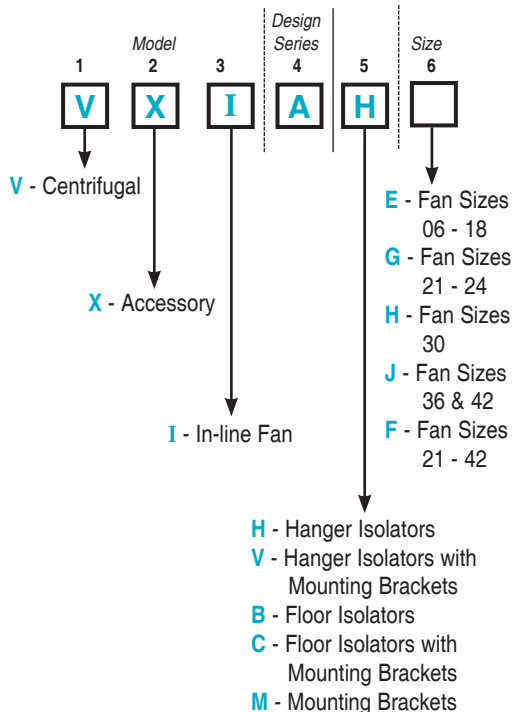 Design
Model Series Size
1 2 3 4 5 6
V X I A H
V - Centrifugal
E - Fan Sizes
06 - 18
G - Fan Sizes
21 - 24
X - Accessory
H - Fan Sizes
30
J - Fan Sizes
36 & 42
I - In-line Fan
F - Fan Sizes
21 - 42
H - Hanger Isolators
V - Hanger Isolators with
Mounting Brackets
B - Floor Isolators
C - Floor Isolators with
Mounting Brackets
M - Mounting Brackets